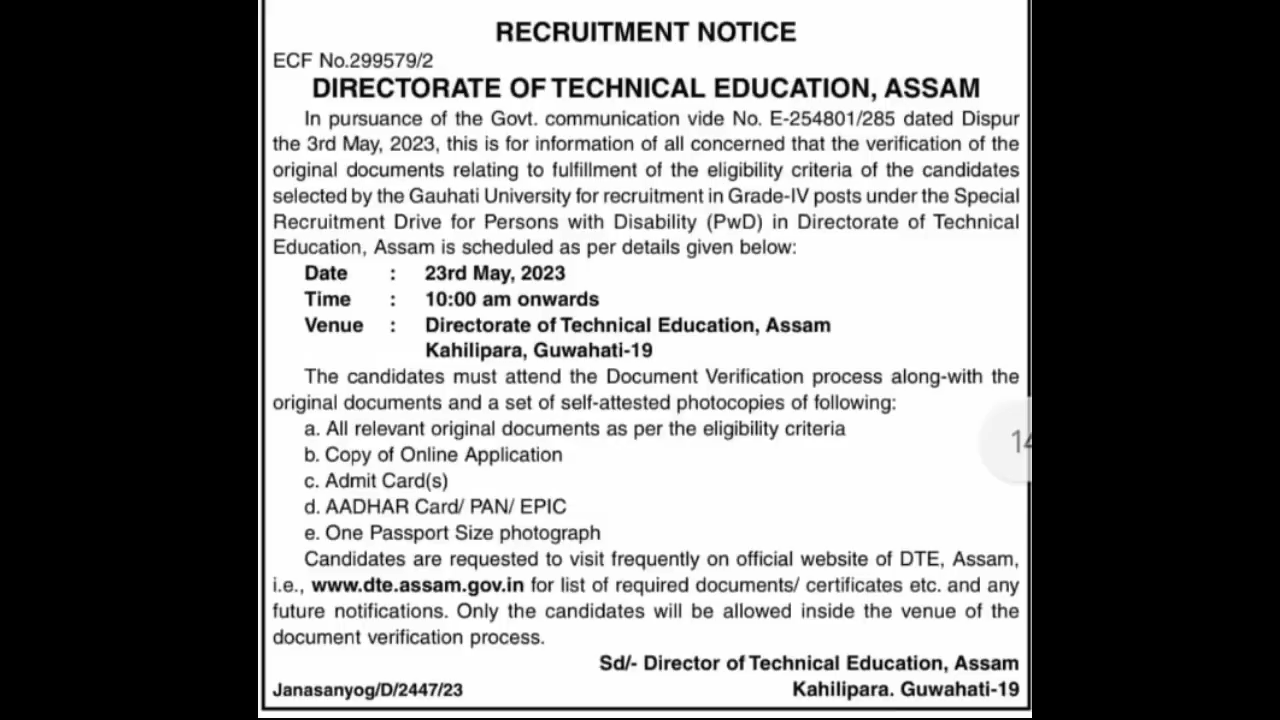 RECRUITMENT NOTICE
ECF No.299579/2
DIRECTORATE OF TECHNICAL EDUCATION, ASSAM
In pursuance of the Govt. communication vide No. E-254801/285 dated Dispur
the 3rd May, 2023, this is for information of all concerned that the verification of the
original documents relating to fulfillment of the eligibility criteria of the candidates
selected by the Gauhati University for recruitment in Grade-IV posts under the Special
Recruitment Drive for Persons with Disability (PwD) in Directorate of Technical
Education, Assam is scheduled as per details given below:
Date : 23rd May, 2023
Time : 10:00 am onwards
Venue : Directorate of Technical Education, Assam
Kahilipara, Guwahati-19
The candidates must attend the Document Verification process along-with the
original documents and a set of self-attested photocopies of following:
a. All relevant original documents as per the eligibility criteria
b. Copy of Online Application
c. Admit Card(s)
d. AADHAR Card/ PAN/ EPIC
e. One Passport Size photograph
Candidates are requested to visit frequently on official website of DTE, Assam,
i.e., www.dte.assam.gov.in for list of required documents/ certificates etc. and any
future notifications. Only the candidates will be allowed inside the venue of the
document verification process.
Sd/- Director of Technical Education, Assam
Janasanyog/D/2447/23 Kahilipara. Guwahati-19
14